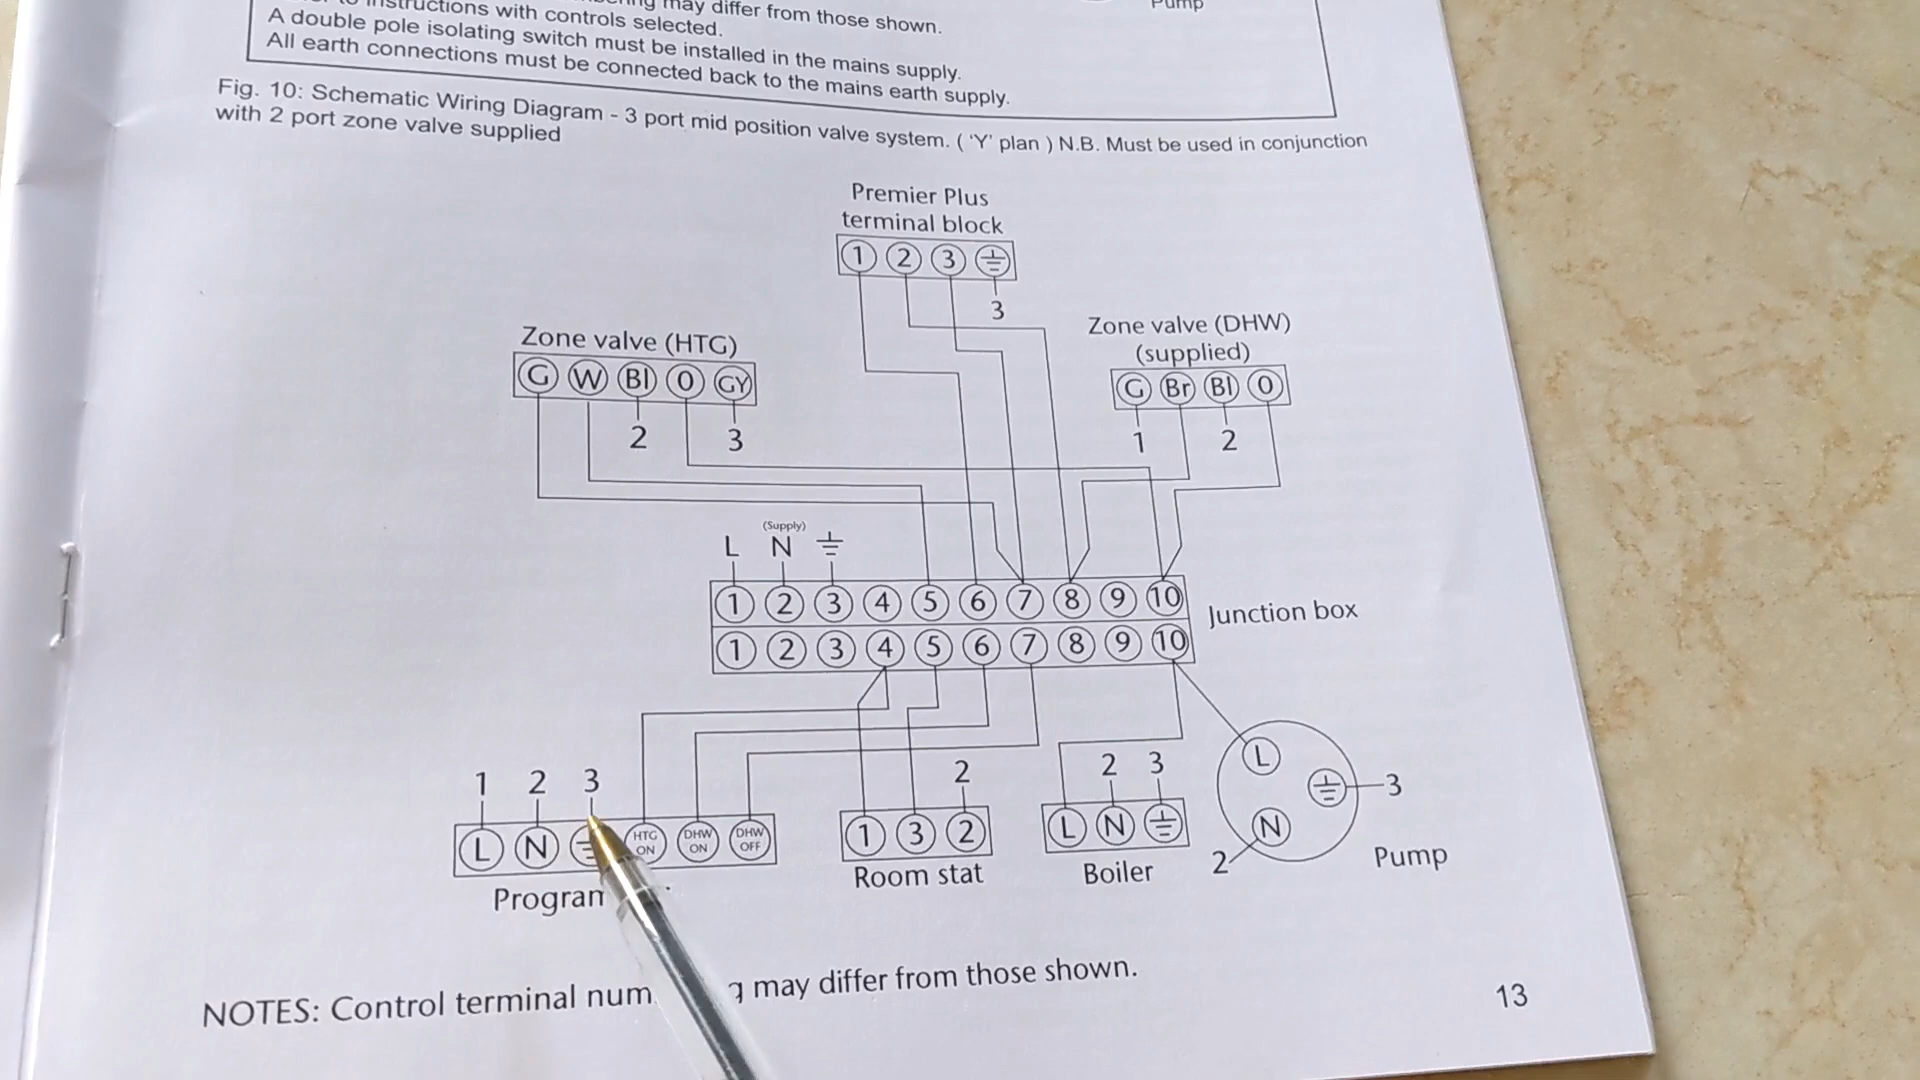 may differ from those shown.
instructions with controls selected.
Pump
A double pole isolating switch must be installed in the mains supply.
All earth connections must be connected back to the mains earth supply.
Fig. 10: Schematic Wiring Diagram - 3 port mid position valve system. ( 'Y' plan ) N.B. Must be used in conjunction
with 2 port zone valve supplied
Premier Plus
terminal block
1 2 3
3
Zone valve (HTG)
G W Bl O GY
2 3
Zone valve (DHW)
(supplied)
G Br Bl O
1 2
(Supply)
L N
1 2 3 4 5 6 7 8 9 10
1 2 3 4 5 6 7 8 9 10
Junction box
1 2 3
L N HTG ON DHW ON DHW OFF
Program
2
1 3 2
Room stat
2 3
L N
Boiler
L
3
N
2
Pump
NOTES: Control terminal num g may differ from those shown.
13